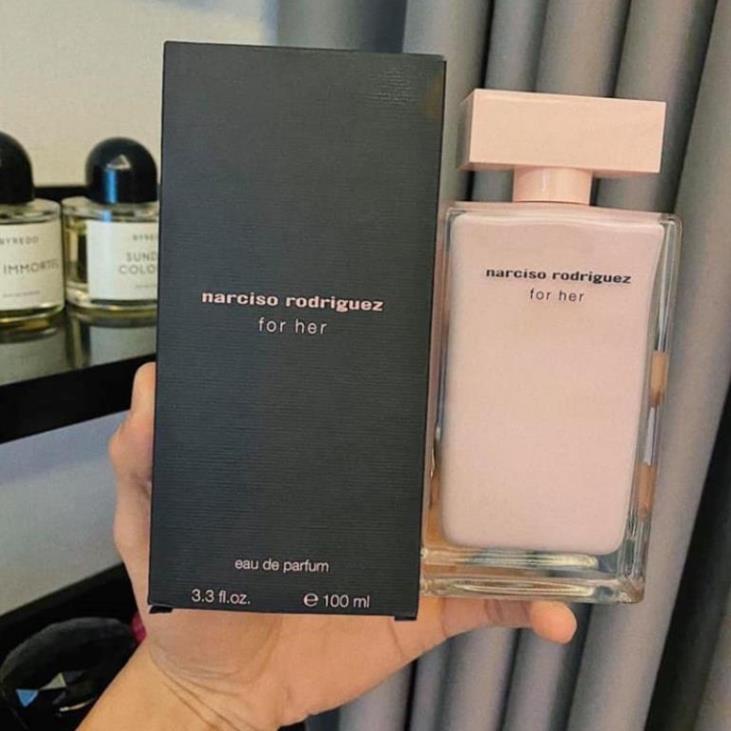 BYREDO
IMMORTEL
BYREDO
SUND
COLO
narciso rodriguez
for her
eau de parfum
3.3 fl.oz.
℮ 100 ml
narciso rodriguez
for her